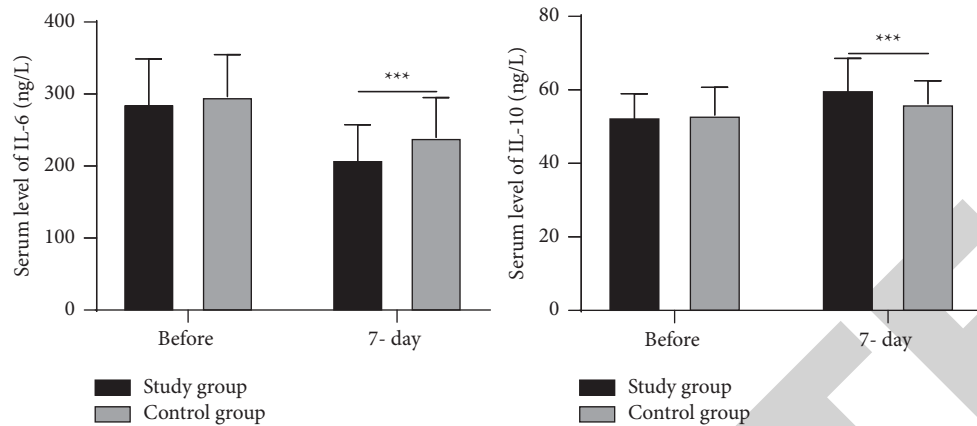 Serum level of IL-6 (ng/L)
400
300
200
100
0
***
Before
7- day
Study group
Control group
Serum level of IL-10 (ng/L)
80
60
40
20
0
***
Before
7- day
Study group
Control group